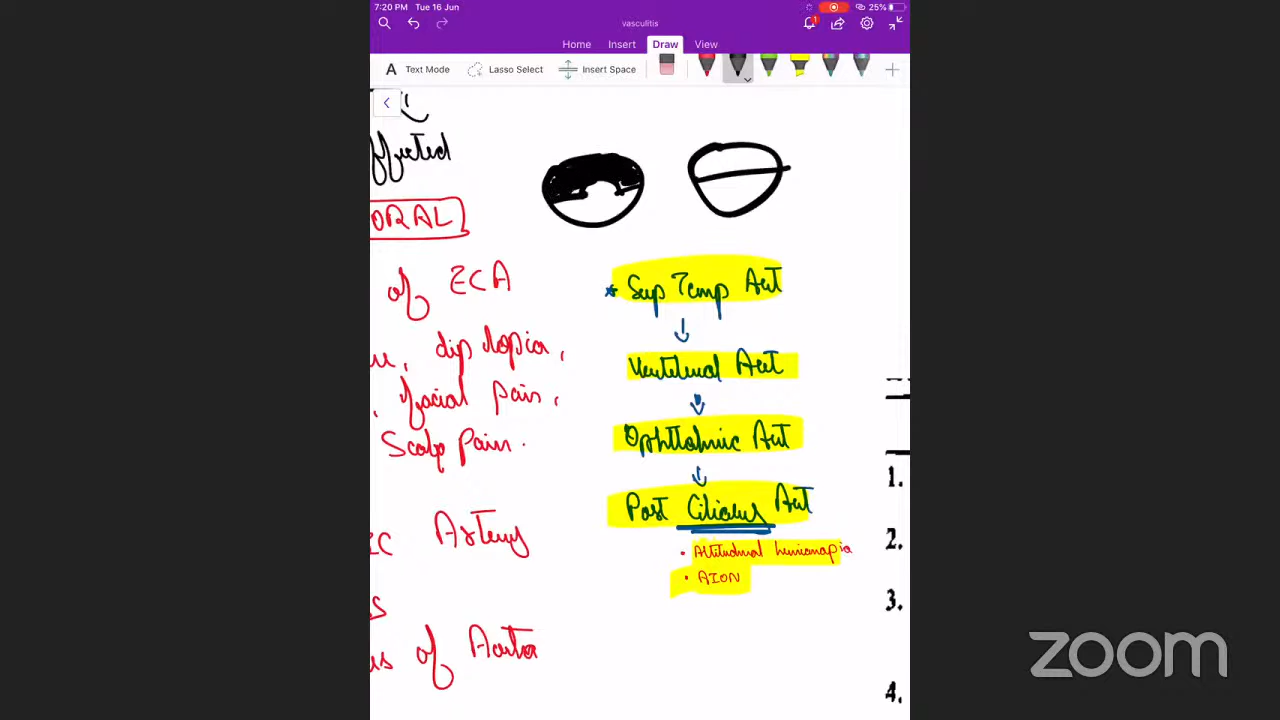 7:20 PM Tue 16 Jun
25%
vasculitis
Home Insert Draw View
A Text Mode Lasso Select Insert Space
ffected
ORAL
of ECA
diplopia,
, facial pain,
Scalp Pain.
Artery
of Aorta
* Sup Temp Art
↓
Vertebral Art
↓
Ophthalmic Art
↓
Post Ciliary Art
• Altitudinal hemianopia
• AION
1.
2.
3.
4.
zoom